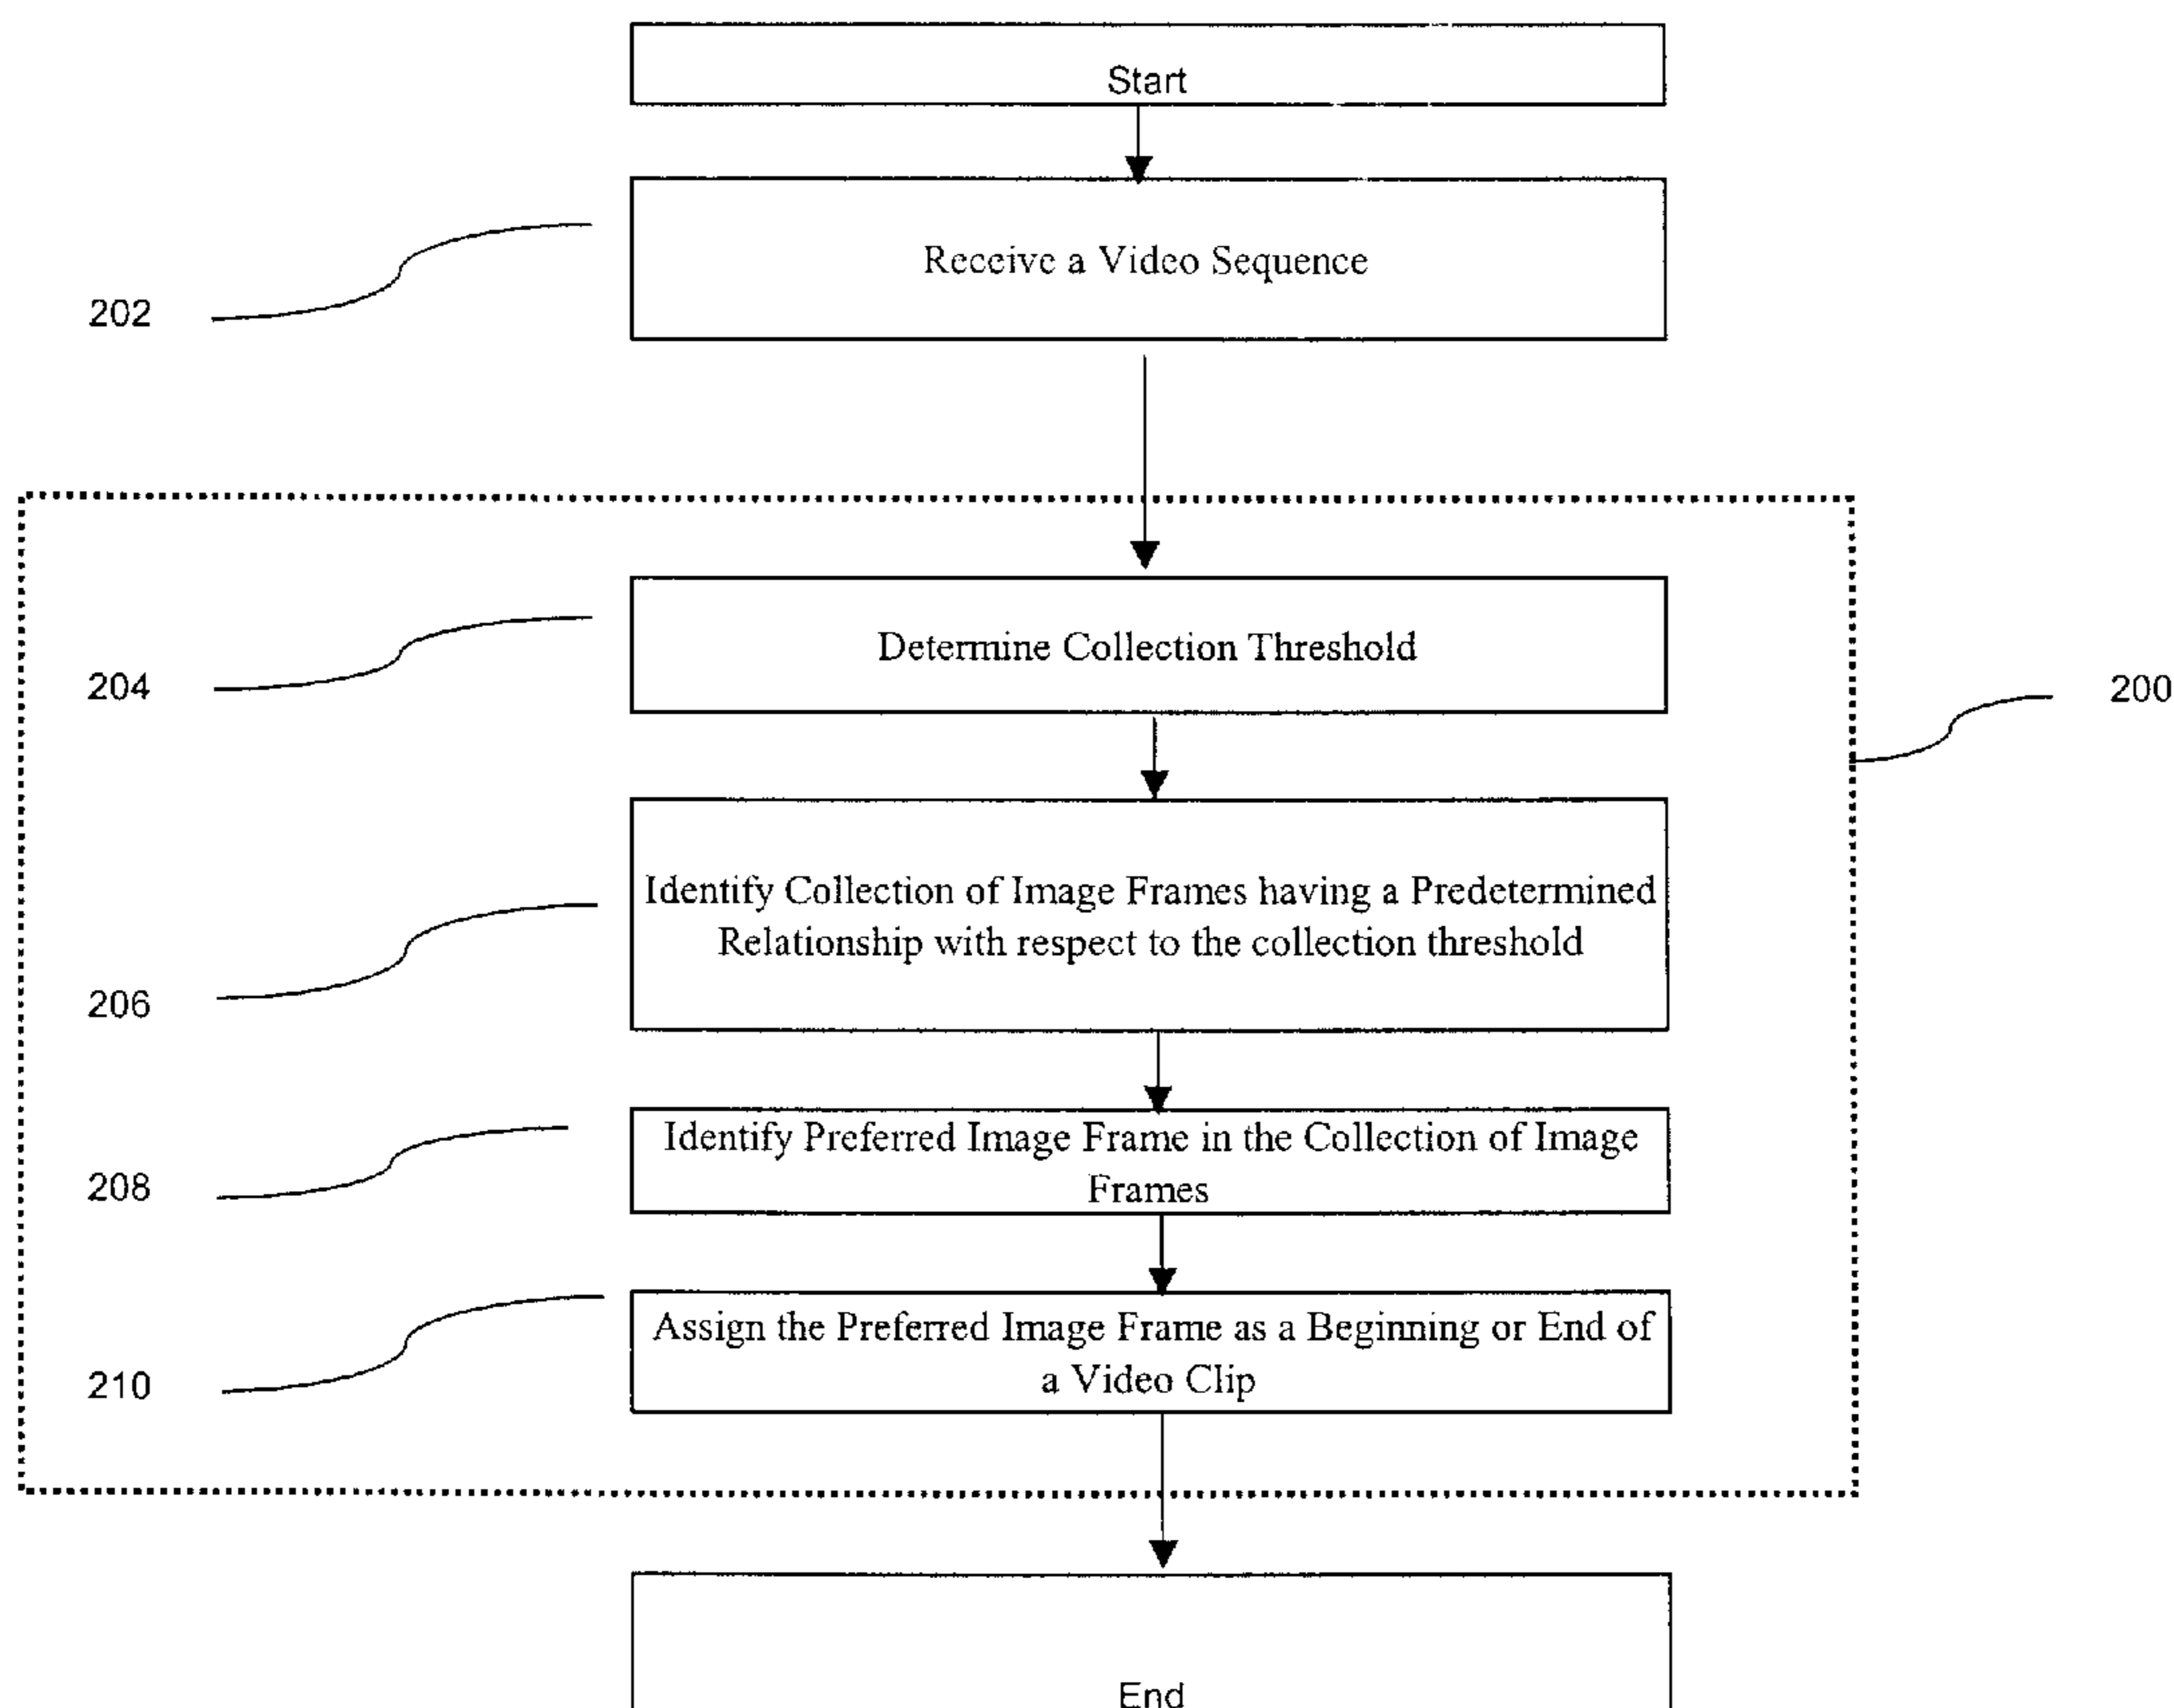 Start
Receive a Video Sequence
202
Determine Collection Threshold
204
200
Identify Collection of Image Frames having a Predetermined
Relationship with respect to the collection threshold
206
Identify Preferred Image Frame in the Collection of Image
Frames
208
Assign the Preferred Image Frame as a Beginning or End of
a Video Clip
210
End